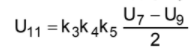 U₁₁ = k₃k₄k₅ (U₇ − U₉)/2